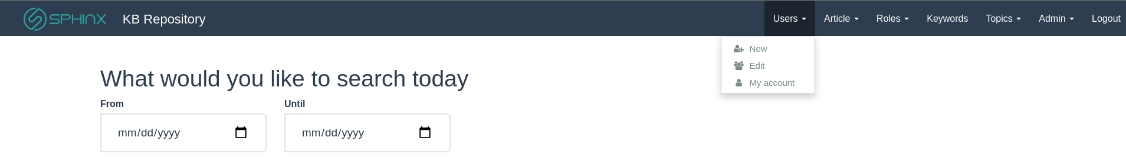 SPHINX KB Repository Users Article Roles Keywords Topics Admin Logout
New
Edit
My account
What would you like to search today
From Until
mm/dd/yyyy mm/dd/yyyy